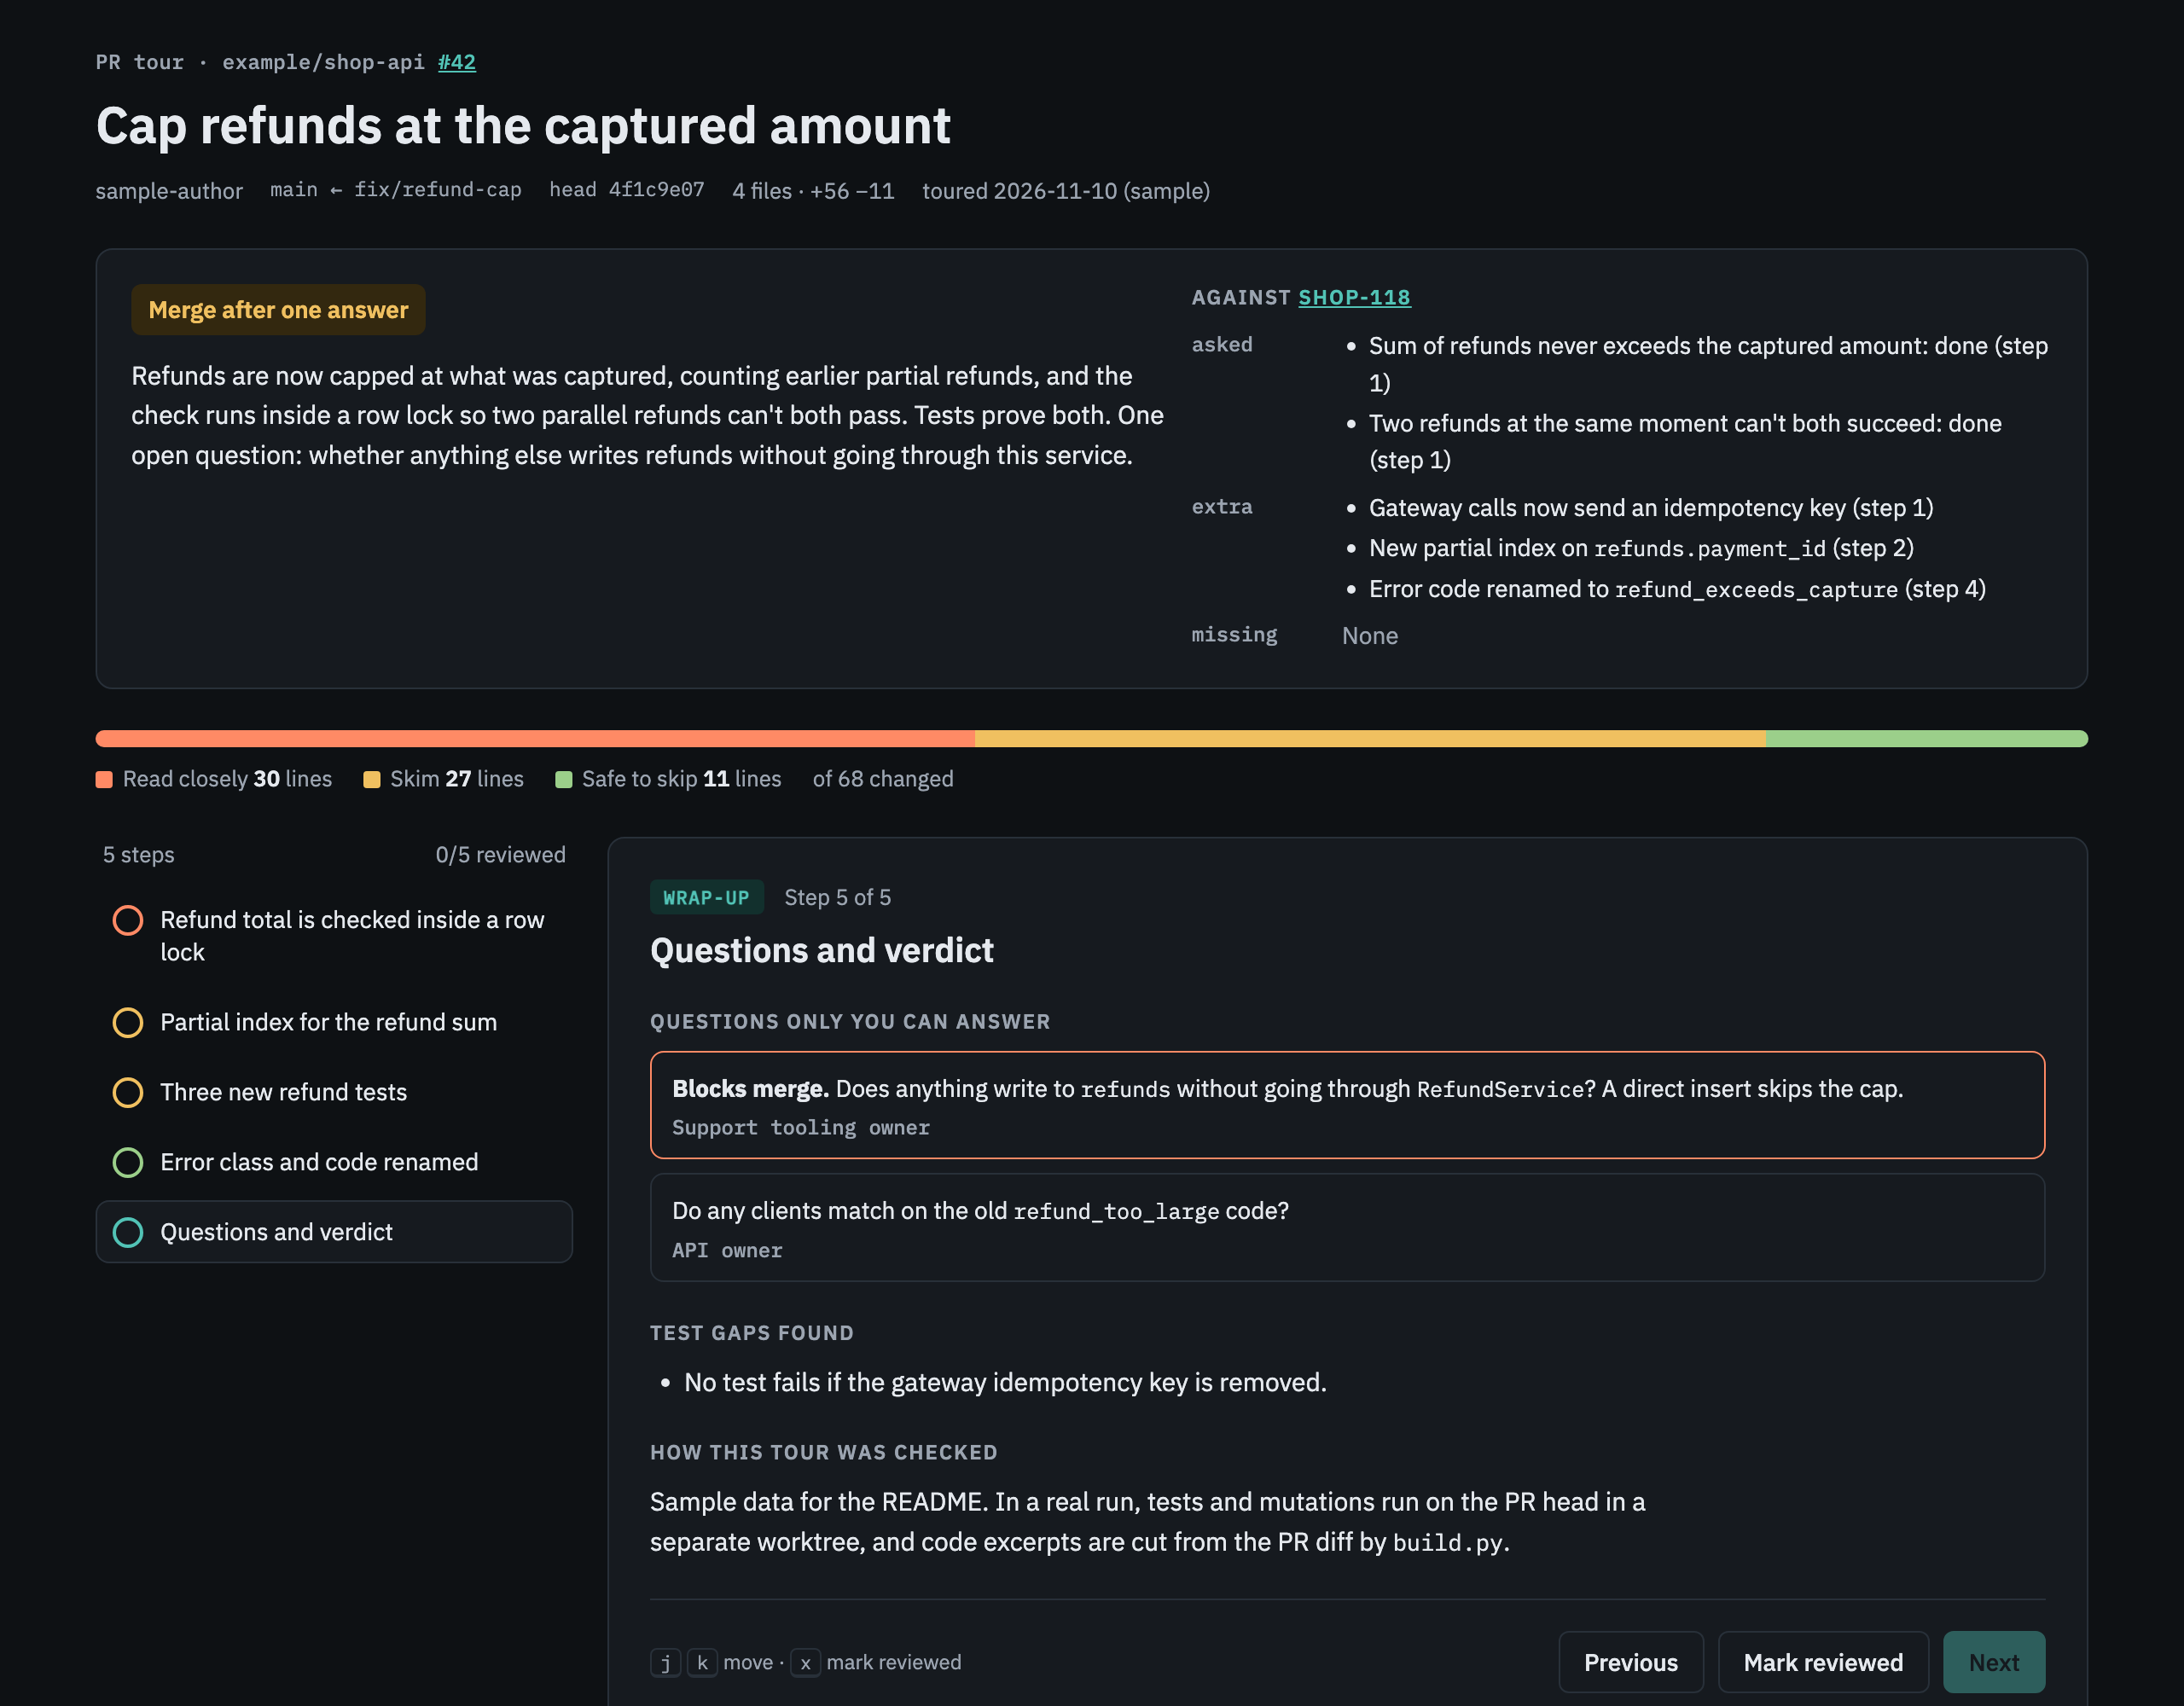 PR tour · example/shop-api #42
Cap refunds at the captured amount
sample-author main ← fix/refund-cap head 4f1c9e07 4 files · +56 −11 toured 2026-11-10 (sample)
Merge after one answer
Refunds are now capped at what was captured, counting earlier partial refunds, and the
check runs inside a row lock so two parallel refunds can't both pass. Tests prove both. One
open question: whether anything else writes refunds without going through this service.
AGAINST SHOP-118
asked
• Sum of refunds never exceeds the captured amount: done (step
1)
• Two refunds at the same moment can't both succeed: done
(step 1)
extra
• Gateway calls now send an idempotency key (step 1)
• New partial index on refunds.payment_id (step 2)
• Error code renamed to refund_exceeds_capture (step 4)
missing None
Read closely 30 lines Skim 27 lines Safe to skip 11 lines of 68 changed
5 steps 0/5 reviewed
Refund total is checked inside a row
lock
Partial index for the refund sum
Three new refund tests
Error class and code renamed
Questions and verdict
WRAP-UP Step 5 of 5
Questions and verdict
QUESTIONS ONLY YOU CAN ANSWER
Blocks merge. Does anything write to refunds without going through RefundService? A direct insert skips the cap.
Support tooling owner
Do any clients match on the old refund_too_large code?
API owner
TEST GAPS FOUND
• No test fails if the gateway idempotency key is removed.
HOW THIS TOUR WAS CHECKED
Sample data for the README. In a real run, tests and mutations run on the PR head in a
separate worktree, and code excerpts are cut from the PR diff by build.py.
j k move · x mark reviewed
Previous Mark reviewed Next